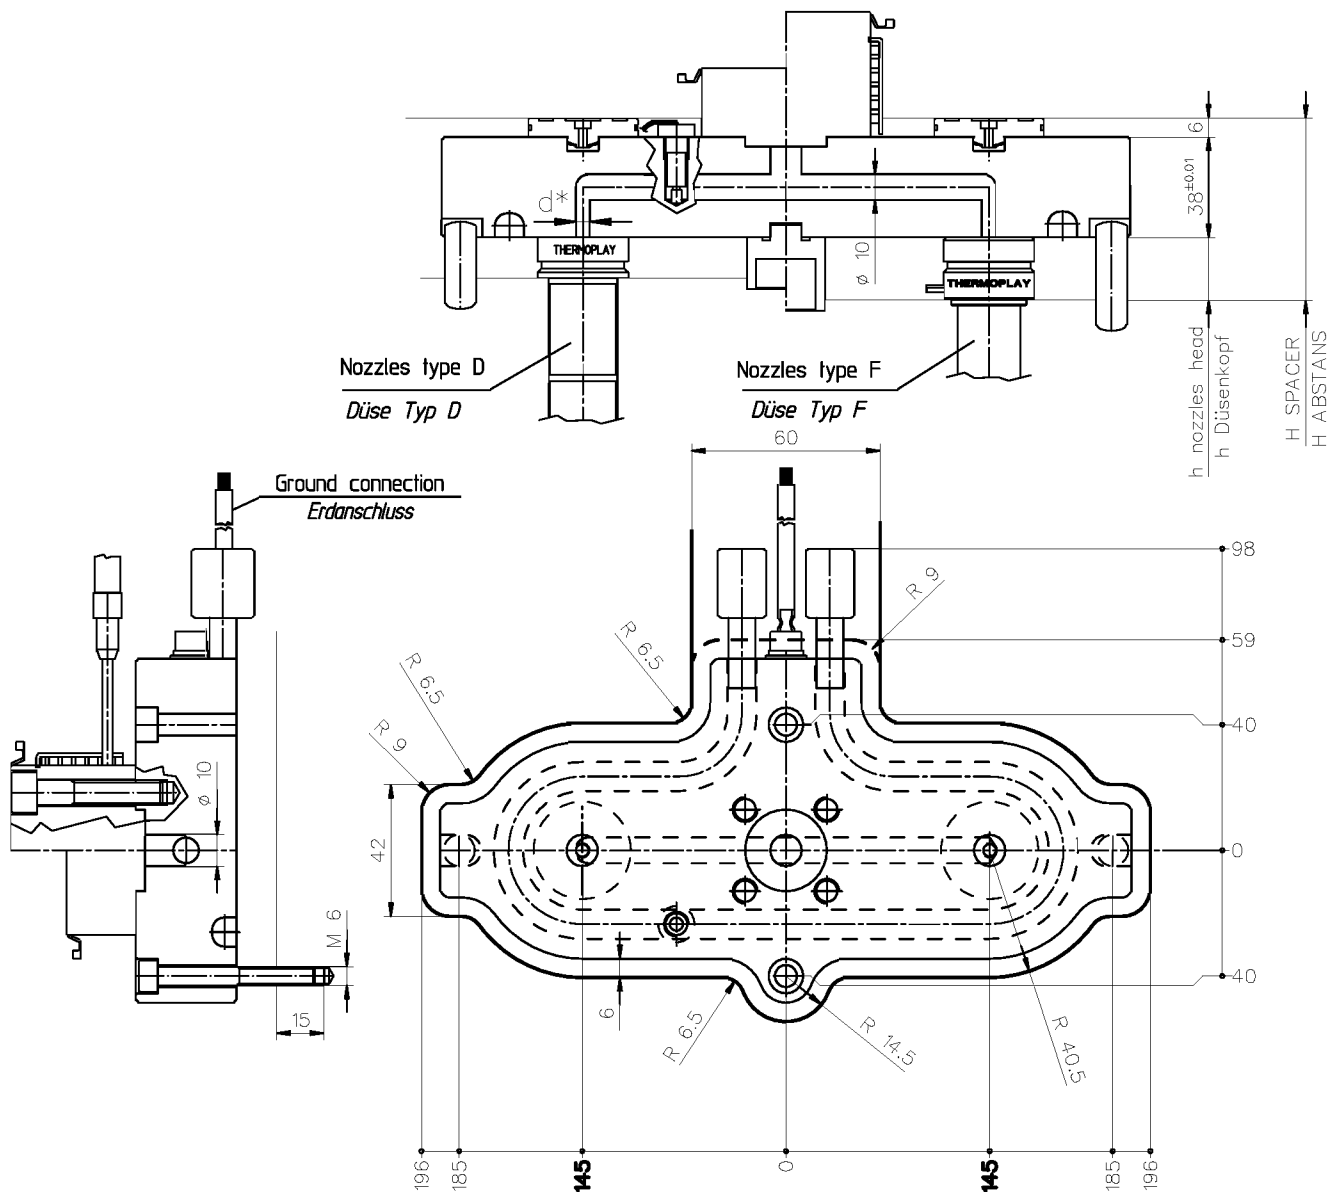 6
38±0.01
d*
THERMOPLAY
ø 10
THERMOPLAY
Nozzles type D
Düse Typ D
Nozzles type F
Düse Typ F
h nozzles head
h Düsenkopf
H SPACER
H ABSTANS
60
Ground connection
Erdanschluss
98
R 9
59
R 6.5
R 6.5
R 9
40
ø 10
42
0
M 6
15
6
R 6.5
R 14.5
R 40.5
40
196
185
145
0
145
185
196